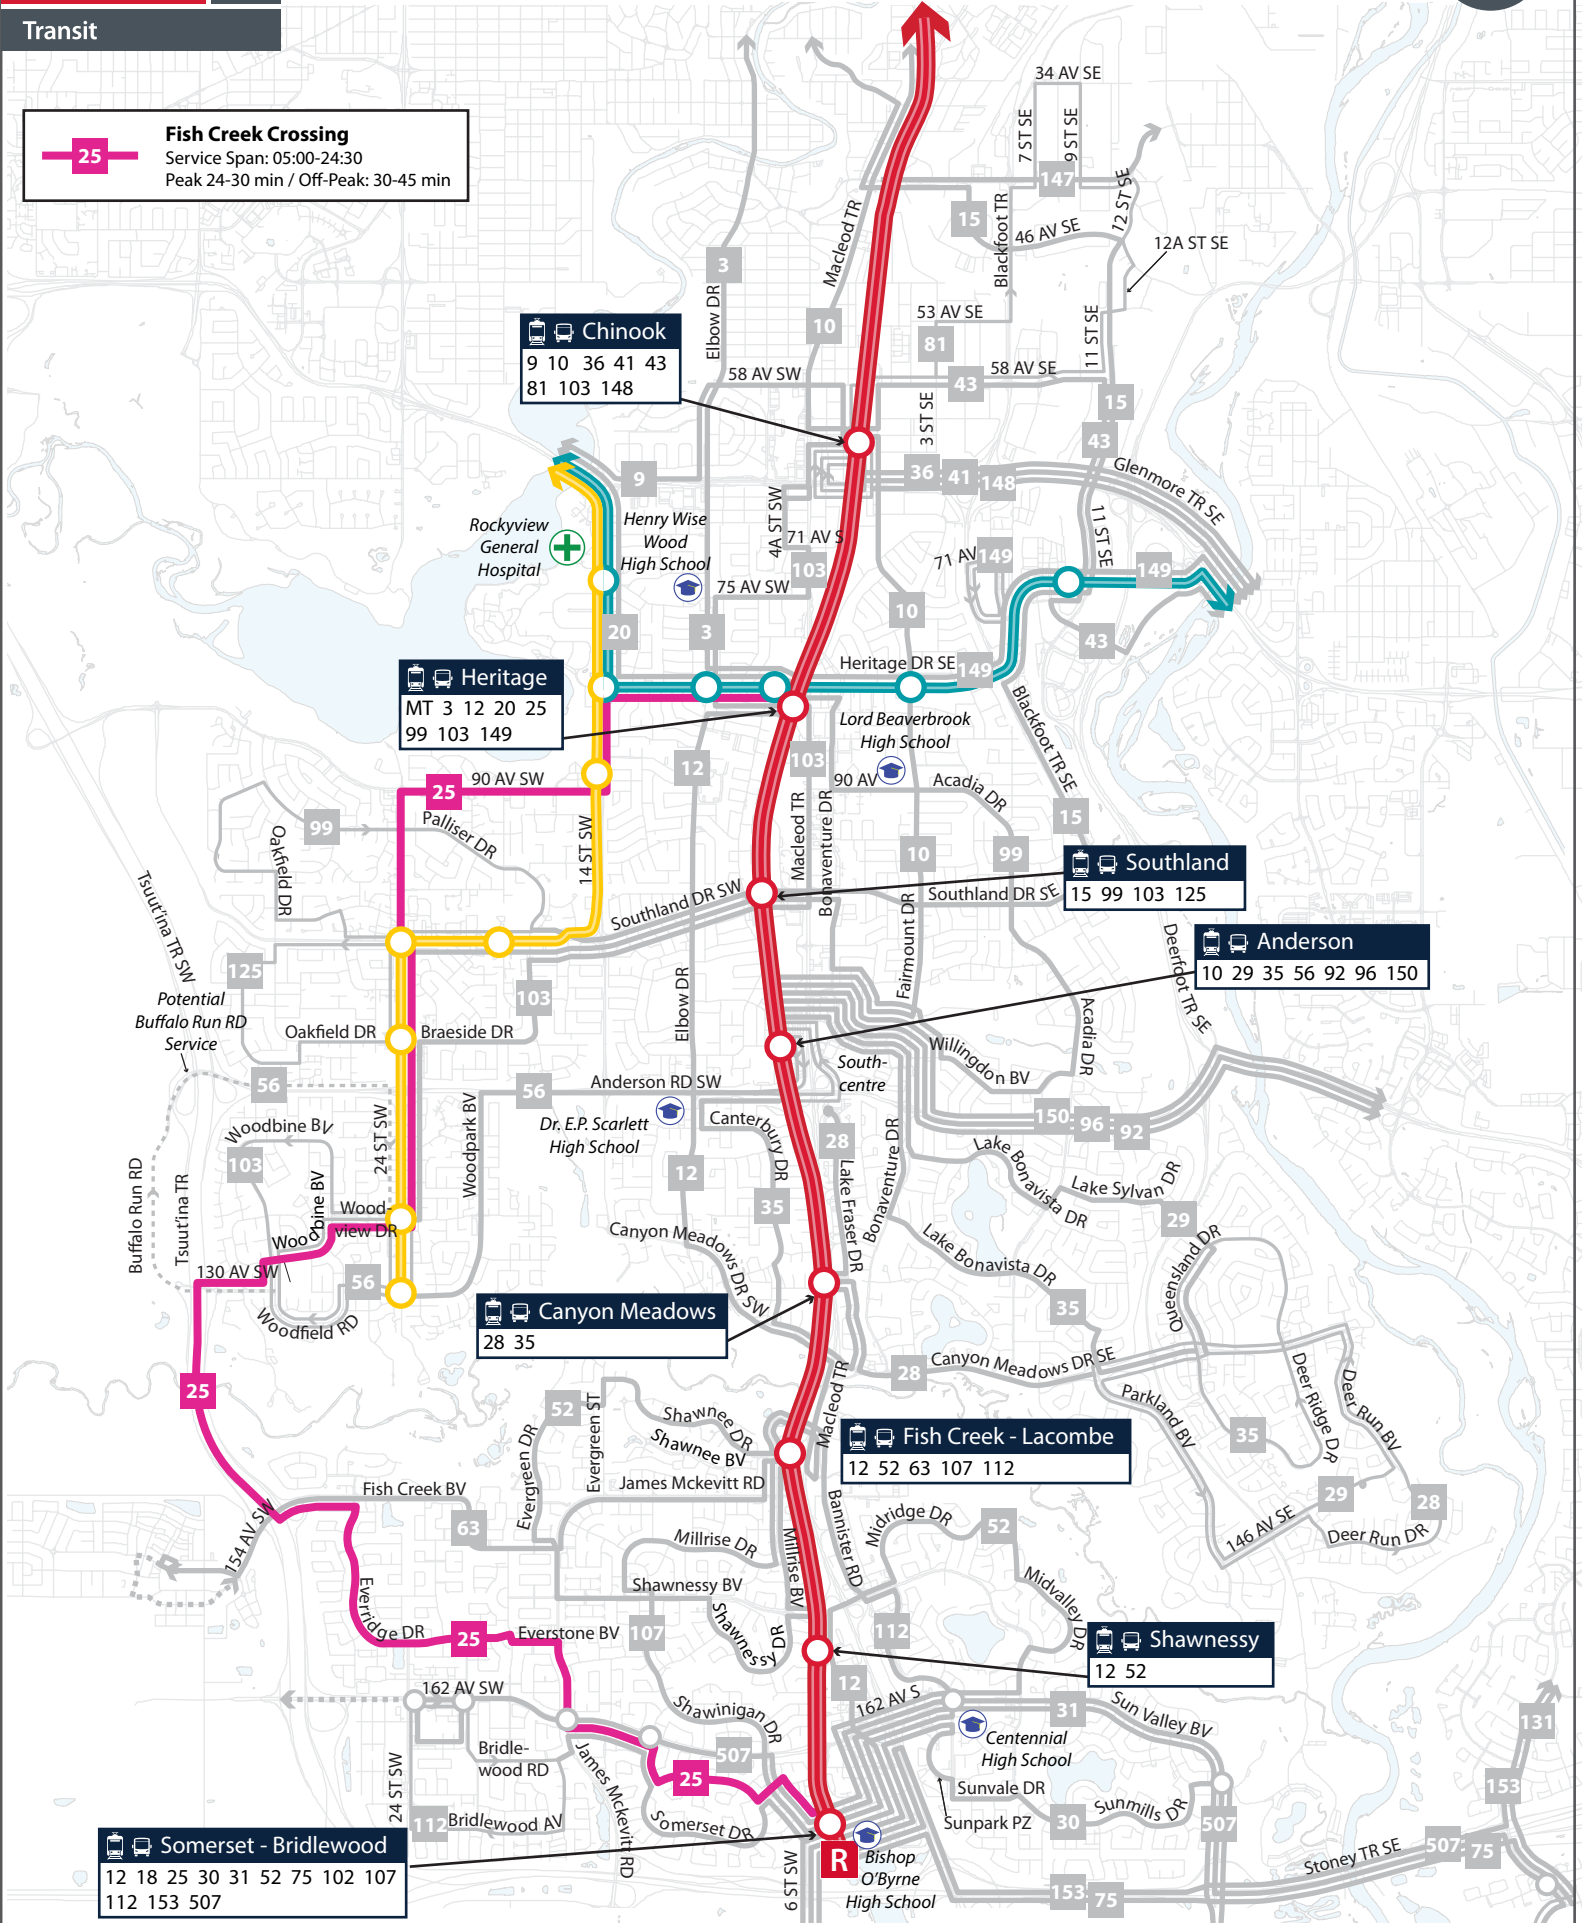 Transit
25
Fish Creek Crossing
Service Span: 05:00-24:30
Peak 24-30 min / Off-Peak: 30-45 min
34 AV SE
7 ST SE
9 ST SE
147
12 ST SE
15
Blackfoot TR
46 AV SE
12A ST SE
Macleod TR
3
Elbow DR
10
53 AV SE
81
11 ST SE
Chinook
9 10 36 41 43
81 103 148
58 AV SW
58 AV SE
43
15
3 ST SE
43
9
36
41
148
Glenmore TR SE
4A ST SW
11 ST SE
Rockyview
General
Hospital
Henry Wise
Wood
High School
71 AV S
71 AV
149
149
103
75 AV SW
10
20
3
43
Heritage DR SE
149
Heritage
MT 3 12 20 25
99 103 149
Lord Beaverbrook
High School
Blackfoot TR SE
12
103
90 AV
Acadia DR
90 AV SW
25
99
Palliser DR
Oakfield DR
14 ST SW
Macleod TR
Bonaventure DR
15
10
99
Southland
15 99 103 125
Southland DR SW
Southland DR SE
Fairmount DR
Tsuut'ina TR SW
125
103
Deerfoot TR SE
Anderson
10 29 35 56 92 96 150
Potential
Buffalo Run RD
Service
Oakfield DR
Braeside DR
Elbow DR
Acadia DR
South-
centre
Willingdon BV
56
56
Anderson RD SW
Dr. E.P. Scarlett
High School
Canterbury DR
150
96
92
Woodbine BV
24 ST SW
Woodpark BV
28
Bonaventure DR
103
12
Lake Fraser DR
Lake Bonavista DR
Lake Sylvan DR
Buffalo Run RD
Tsuut'ina TR
Woodbine BV
Wood-
view DR
35
29
Canyon Meadows DR SW
Lake Bonavista DR
Queensland DR
130 AV SW
56
Woodfield RD
35
Canyon Meadows
28 35
25
28
Canyon Meadows DR SE
Macleod TR
Parkland BV
Deer Ridge DR
Deer Run BV
52
Evergreen DR
Evergreen ST
Shawnee DR
Shawnee BV
Fish Creek - Lacombe
12 52 63 107 112
35
Fish Creek BV
James Mckevitt RD
29
28
154 AV SW
63
Millrise DR
Millrise BV
Bannister RD
Midridge DR
52
146 AV SE
Deer Run DR
Everridge DR
Shawnessy BV
Shawnessy DR
Midvalley DR
25
Everstone BV
107
112
Shawnessy
12 52
162 AV SW
12
162 AV S
Shawinigan DR
31
Sun Valley BV
131
Bridle-
wood RD
507
Centennial
High School
25
24 ST SW
James Mckevitt RD
Sunvale DR
153
112
Bridlewood AV
Somerset DR
Sunpark PZ
30
Sunmills DR
507
Somerset - Bridlewood
12 18 25 30 31 52 75 102 107
112 153 507
R
Bishop
O'Byrne
High School
6 ST SW
Stoney TR SE
507
75
153
75